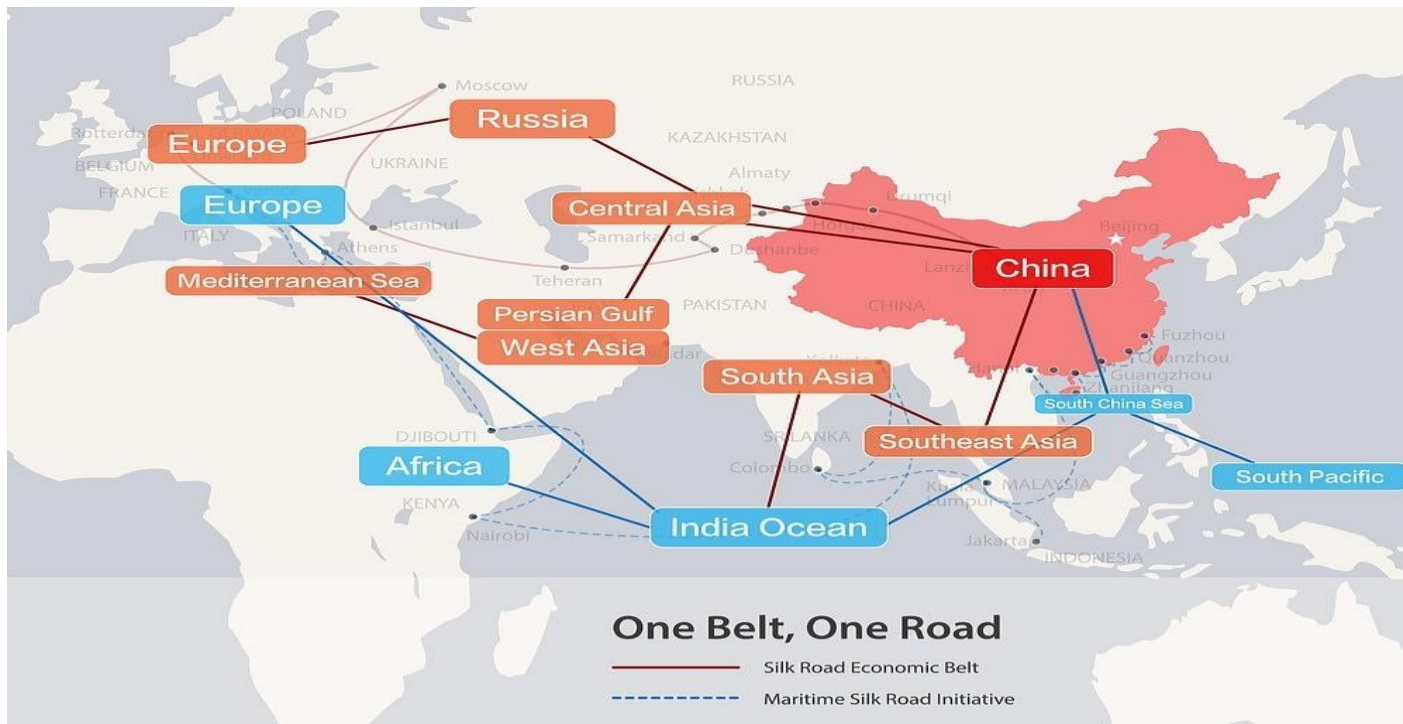 Moscow
RUSSIA
POLAND
Russia
Rotterdam
GERMANY
Europe
KAZAKHSTAN
BELGIUM
UKRAINE
Almaty
FRANCE
Urumqi
Europe
Central Asia
Istanbul
Beijing
ITALY
Samarkand
Athens
Dushanbe
China
Teheran
Mediterranean Sea
PAKISTAN
CHINA
Persian Gulf
Fuzhou
West Asia
Quanzhou
South Asia
Guangzhou
Zhanjiang
South China Sea
DJIBOUTI
SRI LANKA
Southeast Asia
Africa
Colombo
Kuala
Lumpur
MALAYSIA
South Pacific
KENYA
India Ocean
Nairobi
Jakarta
INDONESIA
One Belt, One Road
Silk Road Economic Belt
Maritime Silk Road Initiative